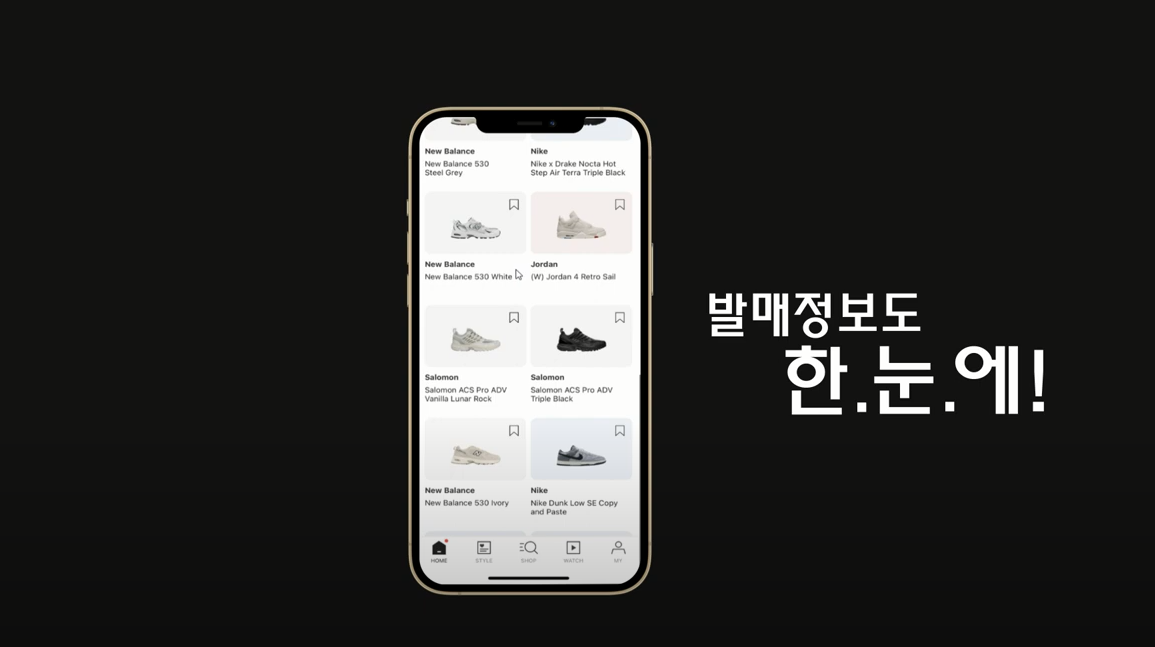 New Balance
New Balance 530
Steel Grey
Nike
Nike x Drake Nocta Hot
Step Air Terra Triple Black
New Balance
New Balance 530 White
Jordan
(W) Jordan 4 Retro Sail
Salomon
Salomon ACS Pro ADV
Vanilla Lunar Rock
Salomon
Salomon ACS Pro ADV
Triple Black
New Balance
New Balance 530 Ivory
Nike
Nike Dunk Low SE Copy
and Paste
HOME
STYLE
SHOP
WATCH
MY
발매정보도
한.눈.에!